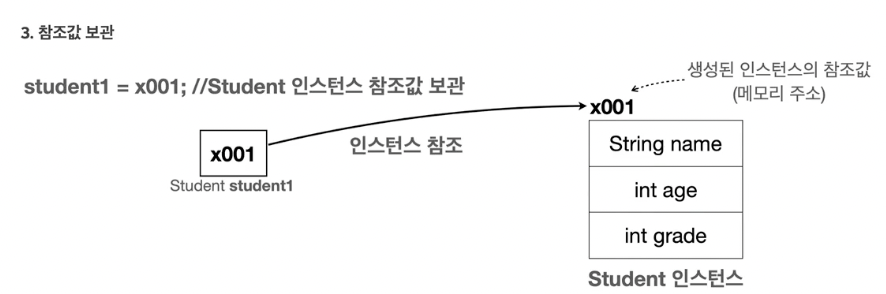 3. 참조값 보관
student1 = x001; //Student 인스턴스 참조값 보관
생성된 인스턴스의 참조값
(메모리 주소)
x001
x001
인스턴스 참조
Student student1
String name
int age
int grade
Student 인스턴스